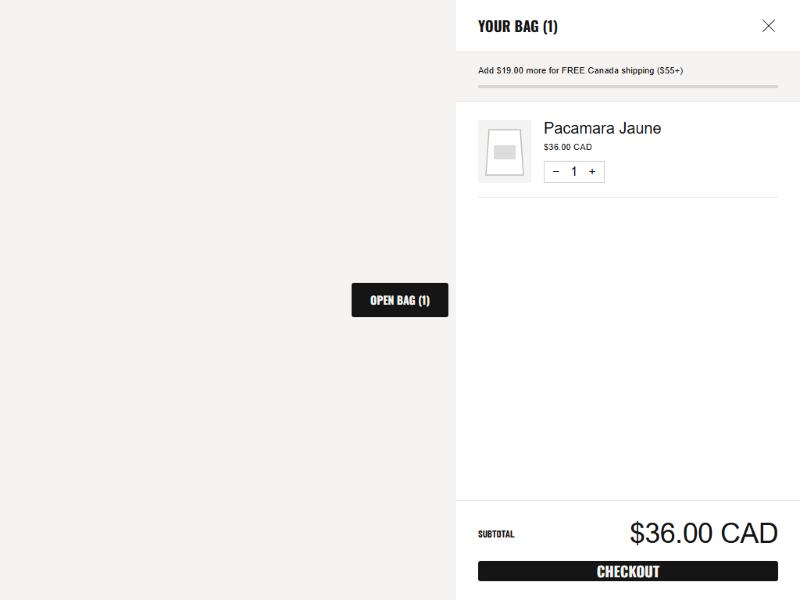 YOUR BAG (1)
Add $19.00 more for FREE Canada shipping ($55+)
Pacamara Jaune
$36.00 CAD
− 1 +
OPEN BAG (1)
SUBTOTAL
$36.00 CAD
CHECKOUT